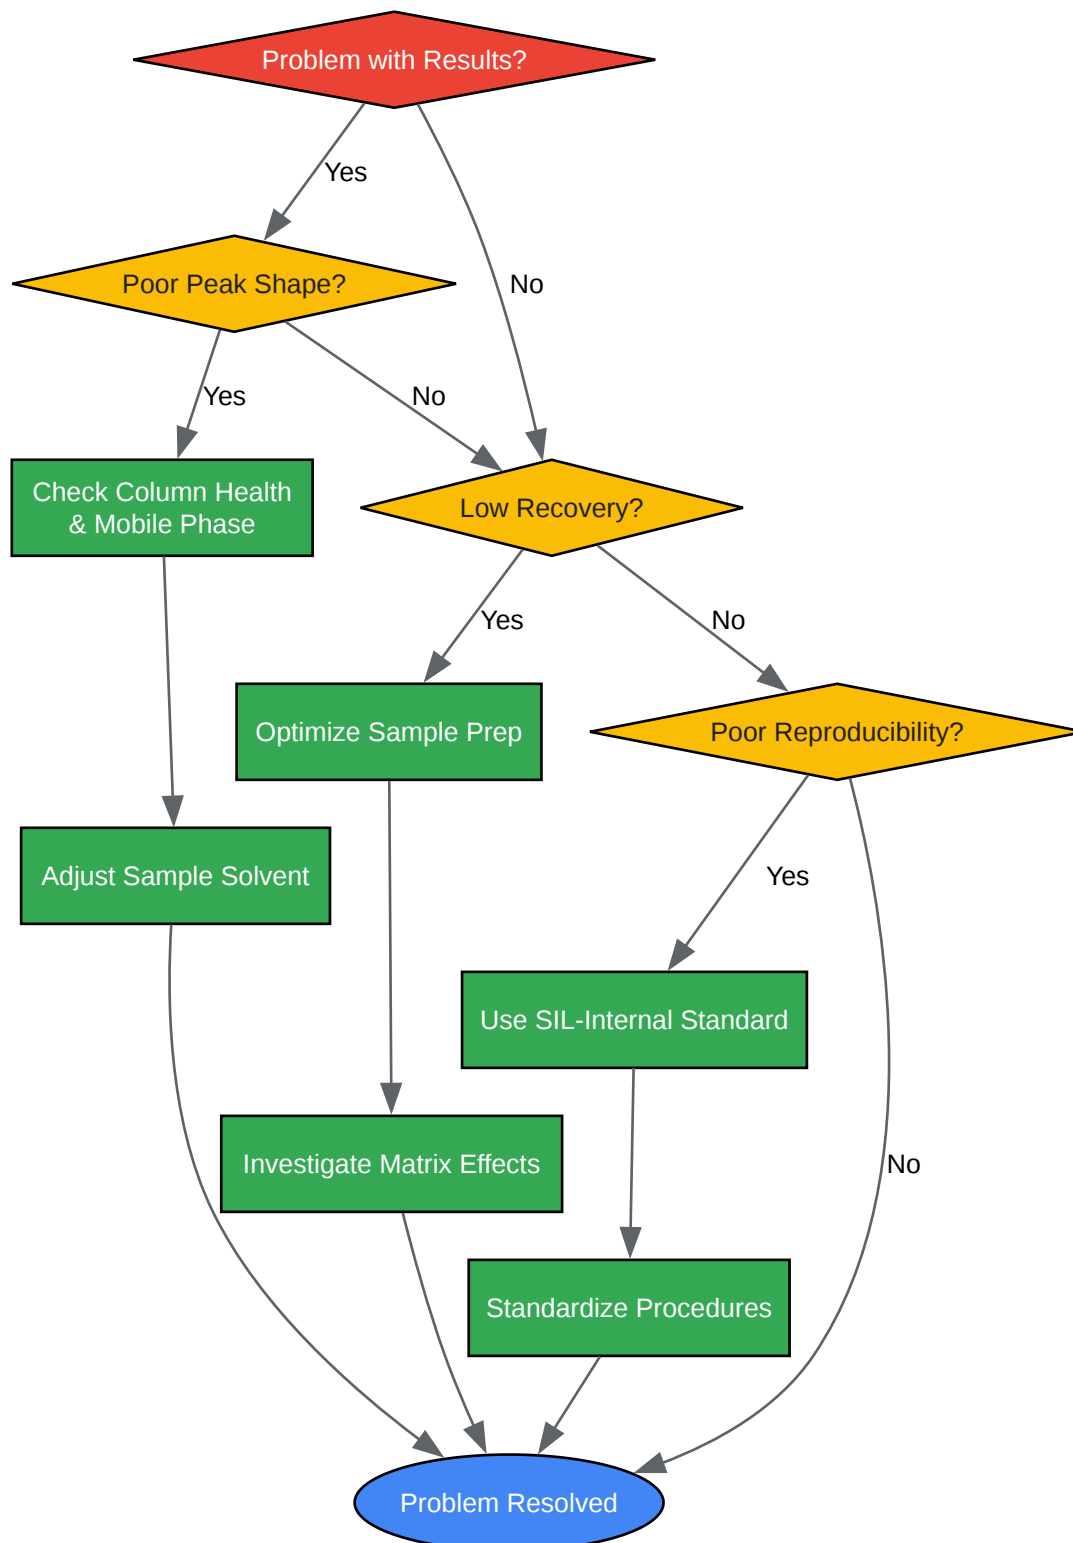 Problem with Results?
Yes
No
Poor Peak Shape?
Yes
No
Check Column Health
& Mobile Phase
Low Recovery?
Yes
No
Optimize Sample Prep
Poor Reproducibility?
Adjust Sample Solvent
Yes
Use SIL-Internal Standard
Investigate Matrix Effects
No
Standardize Procedures
Problem Resolved